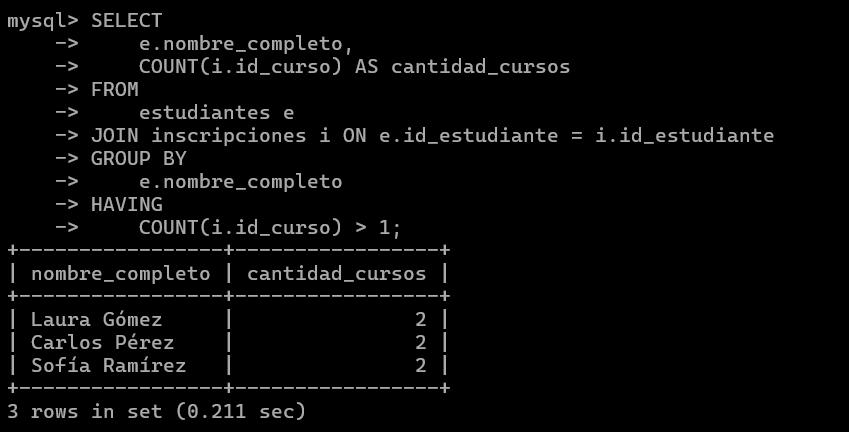 mysql> SELECT
    ->     e.nombre_completo,
    ->     COUNT(i.id_curso) AS cantidad_cursos
    -> FROM
    ->     estudiantes e
    -> JOIN inscripciones i ON e.id_estudiante = i.id_estudiante
    -> GROUP BY
    ->     e.nombre_completo
    -> HAVING
    ->     COUNT(i.id_curso) > 1;
+-----------------+-----------------+
| nombre_completo | cantidad_cursos |
+-----------------+-----------------+
| Laura Gómez     |               2 |
| Carlos Pérez    |               2 |
| Sofía Ramírez   |               2 |
+-----------------+-----------------+
3 rows in set (0.211 sec)